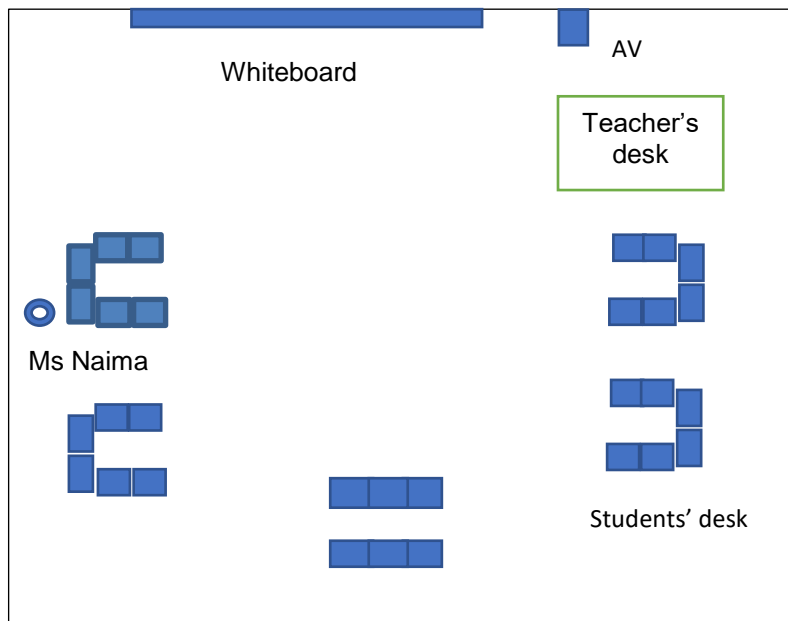 AV
Whiteboard
Teacher’s
desk
Ms Naima
Students’ desk